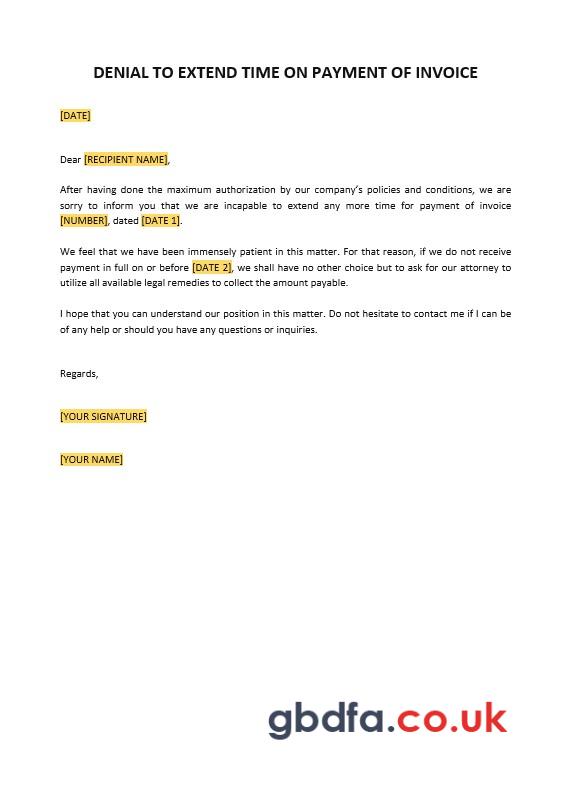 DENIAL TO EXTEND TIME ON PAYMENT OF INVOICE
[DATE]
Dear [RECIPIENT NAME],
After having done the maximum authorization by our company’s policies and conditions, we are
sorry to inform you that we are incapable to extend any more time for payment of invoice
[NUMBER], dated [DATE 1].
We feel that we have been immensely patient in this matter. For that reason, if we do not receive
payment in full on or before [DATE 2], we shall have no other choice but to ask for our attorney to
utilize all available legal remedies to collect the amount payable.
I hope that you can understand our position in this matter. Do not hesitate to contact me if I can be
of any help or should you have any questions or inquiries.
Regards,
[YOUR SIGNATURE]
[YOUR NAME]
gbdfa.co.uk